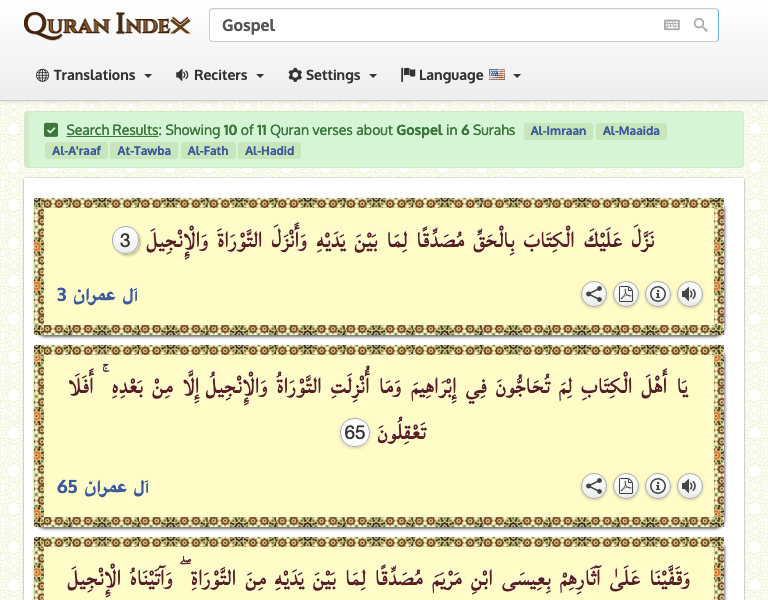 QURAN INDEX
Gospel
Translations Reciters Settings Language
Search Results: Showing 10 of 11 Quran verses about Gospel in 6 Surahs Al-Imraan Al-Maaida
Al-A'raaf At-Tawba Al-Fath Al-Hadid
نَزَّلَ عَلَيْكَ الْكِتَابَ بِالْحَقِّ مُصَدِّقًا لِمَا بَيْنَ يَدَيْهِ وَأَنْزَلَ التَّوْرَاةَ وَالْإِنْجِيلَ 3
آل عمران 3
يَا أَهْلَ الْكِتَابِ لِمَ تُحَاجُّونَ فِي إِبْرَاهِيمَ وَمَا أُنْزِلَتِ التَّوْرَاةُ وَالْإِنْجِيلُ إِلَّا مِنْ بَعْدِهِ ۚ أَفَلَا
تَعْقِلُونَ 65
آل عمران 65
وَقَفَّيْنَا عَلَىٰ آثَارِهِمْ بِعِيسَى ابْنِ مَرْيَمَ مُصَدِّقًا لِمَا بَيْنَ يَدَيْهِ مِنَ التَّوْرَاةِ ۖ وَآتَيْنَاهُ الْإِنْجِيلَ